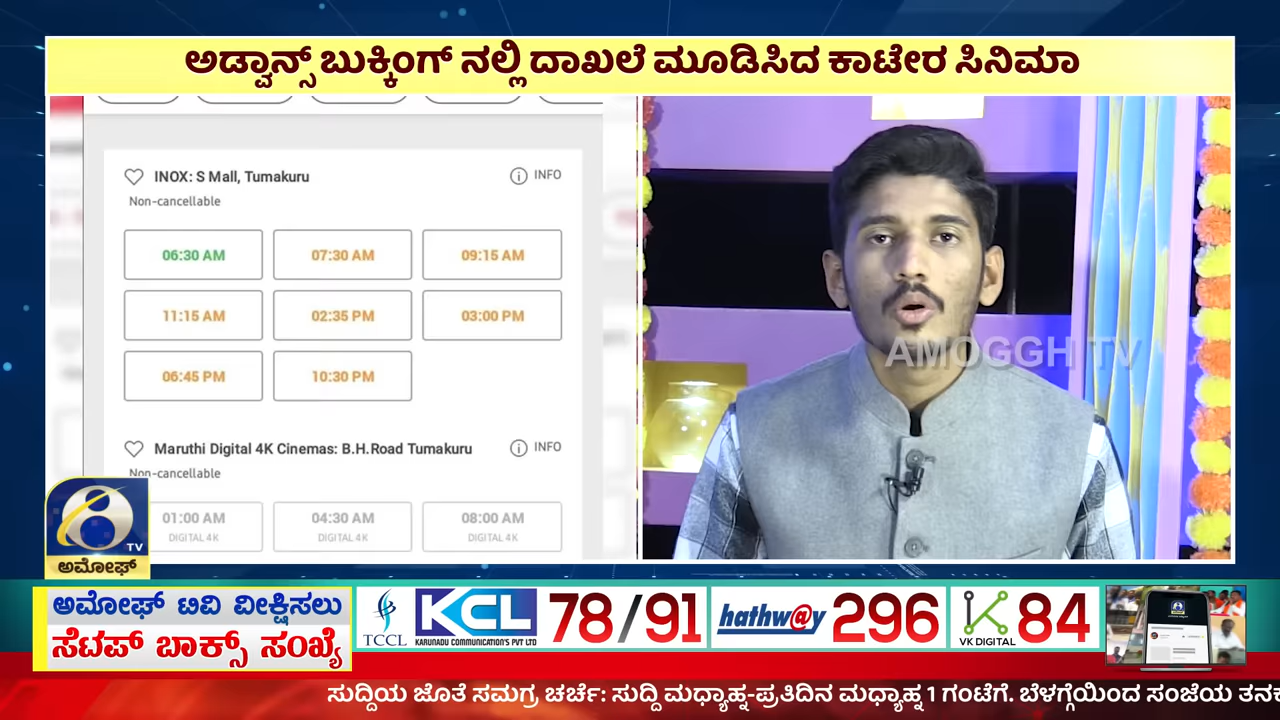 ಅಡ್ವಾನ್ಸ್ ಬುಕ್ಕಿಂಗ್ ನಲ್ಲಿ ದಾಖಲೆ ಮೂಡಿಸಿದ ಕಾಟೇರ ಸಿನಿಮಾ
INOX: S Mall, Tumakuru
INFO
Non-cancellable
06:30 AM 07:30 AM 09:15 AM
11:15 AM 02:35 PM 03:00 PM
06:45 PM 10:30 PM
Maruthi Digital 4K Cinemas: B.H.Road Tumakuru
INFO
Non-cancellable
01:00 AM 04:30 AM 08:00 AM
DIGITAL 4K DIGITAL 4K DIGITAL 4K
AMOGGH TV
TV
ಅಮೋಘ್
ಅಮೋಘ್ ಟಿವಿ ವೀಕ್ಷಿಸಲು
ಸೆಟಪ್ ಬಾಕ್ಸ್ ಸಂಖ್ಯೆ
TCCL
KCL
KARUNADU COMMUNICATION'S PVT LTD
78/91
hathw@y
296
VK DIGITAL
84
ಸುದ್ದಿಯ ಜೊತೆ ಸಮಗ್ರ ಚರ್ಚೆ: ಸುದ್ದಿ ಮಧ್ಯಾಹ್ನ-ಪ್ರತಿದಿನ ಮಧ್ಯಾಹ್ನ 1 ಗಂಟೆಗೆ. ಬೆಳಗ್ಗೆಯಿಂದ ಸಂಜೆಯ ತನಕ